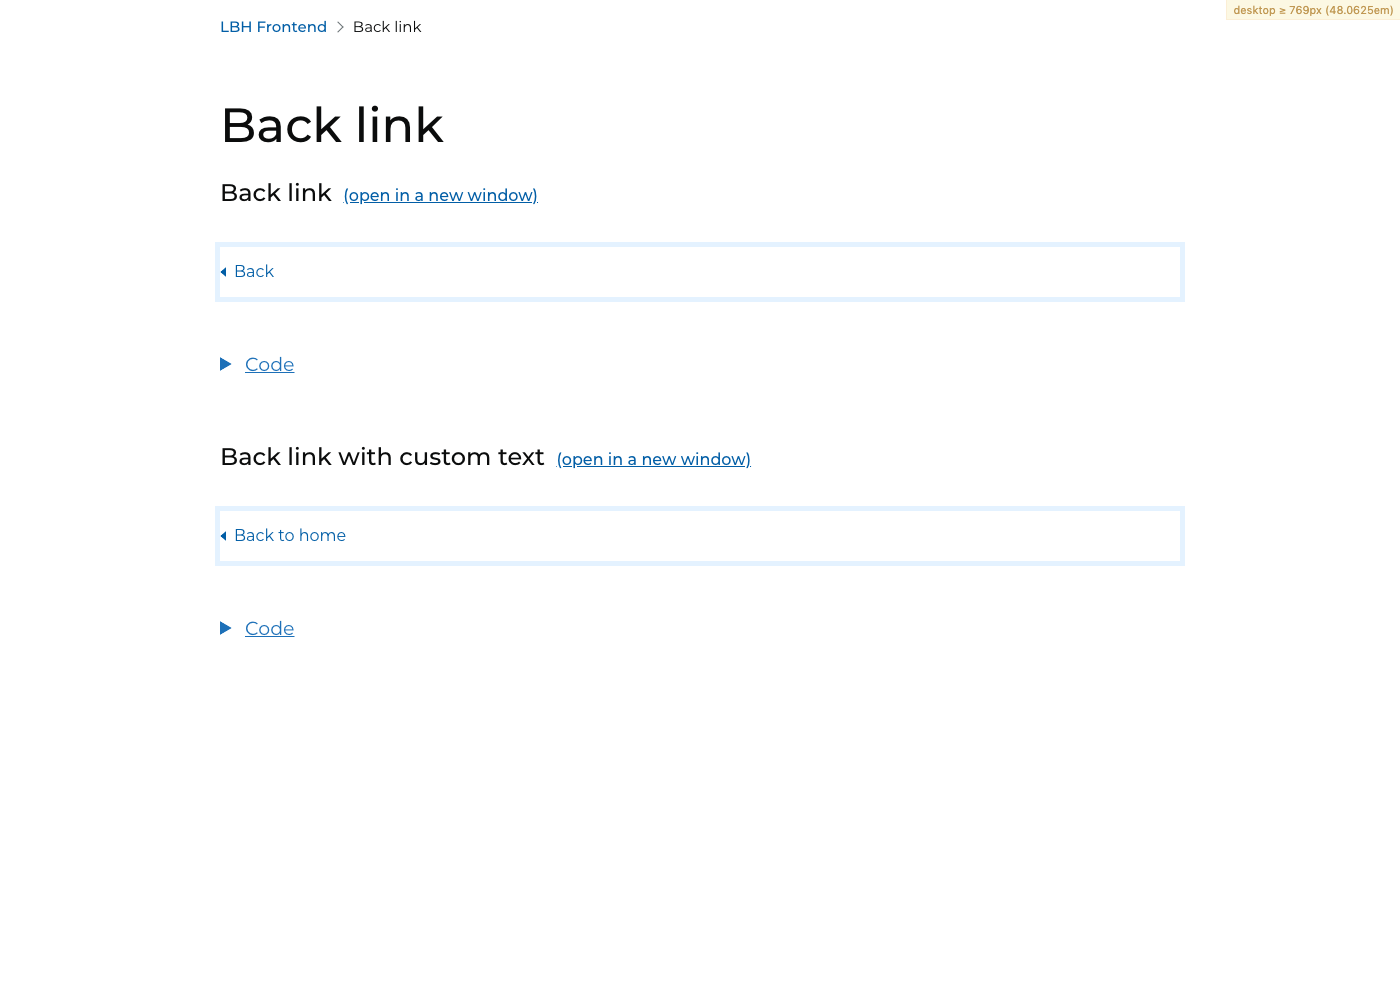 desktop ≥ 769px (48.0625em)
LBH Frontend Back link
Back link
Back link (open in a new window)
Back
Code
Back link with custom text (open in a new window)
Back to home
Code